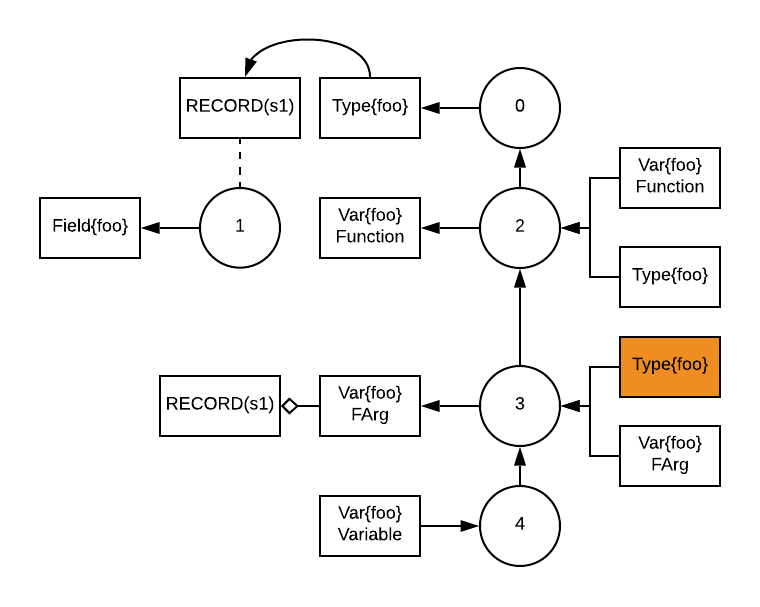 RECORD(s1)
Type{foo}
0
Var{foo}
Function
Field{foo}
1
Var{foo}
Function
2
Type{foo}
Type{foo}
RECORD(s1)
Var{foo}
FArg
3
Var{foo}
FArg
Var{foo}
Variable
4